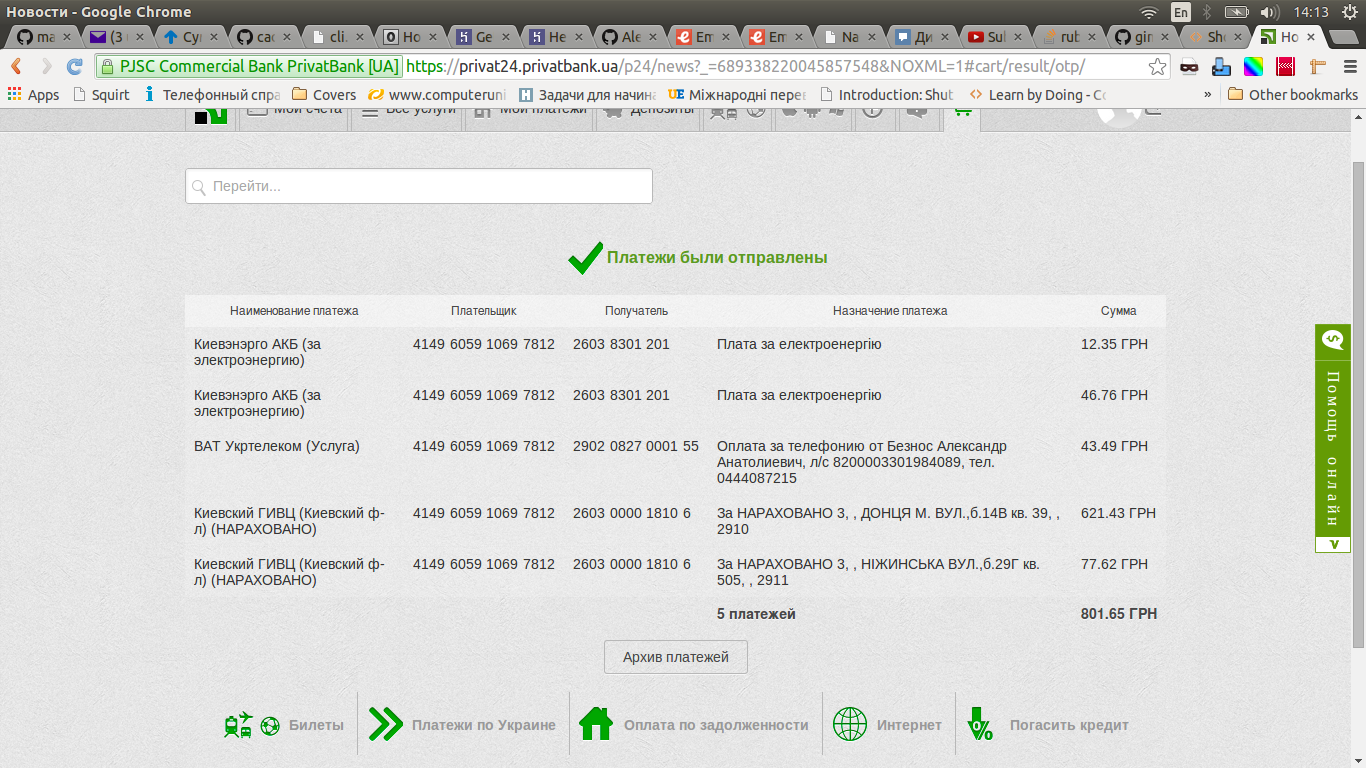 Новости - Google Chrome
En
14:13
ma
(3
Су
cac
cli.
Ho
Ge
He
Ale
Em
Em
Na
Ди
Sul
rub
gin
Sho
Но
PJSC Commercial Bank PrivatBank [UA]
https://privat24.privatbank.ua/p24/news?_=689338220045857548&NOXML=1#cart/result/otp/
Apps
Squirt
Телефонный спра
Covers
www.computeruni
Задачи для начина
Міжнародні пере
Introduction: Shut
Learn by Doing - Co
»
Other bookmarks
Мои счета
Все услуги
Мои платежи
Депозиты
Перейти...
Платежи были отправлены
Наименование платежа Плательщик Получатель Назначение платежа Сумма
Киевэнэрго АКБ (за 4149 6059 1069 7812 2603 8301 201 Плата за електроенергію 12.35 ГРН
электроэнергию)
Киевэнэрго АКБ (за 4149 6059 1069 7812 2603 8301 201 Плата за електроенергію 46.76 ГРН
электроэнергию)
ВАТ Укртелеком (Услуга) 4149 6059 1069 7812 2902 0827 0001 55 Оплата за телефонию от Безнос Александр 43.49 ГРН
Анатолиевич, л/с 8200003301984089, тел.
0444087215
Киевский ГИВЦ (Киевский ф- 4149 6059 1069 7812 2603 0000 1810 6 За НАРАХОВАНО 3, , ДОНЦЯ М. ВУЛ.,б.14В кв. 39, , 621.43 ГРН
л) (НАРАХОВАНО) 2910
Киевский ГИВЦ (Киевский ф- 4149 6059 1069 7812 2603 0000 1810 6 За НАРАХОВАНО 3, , НІЖИНСЬКА ВУЛ.,б.29Г кв. 77.62 ГРН
л) (НАРАХОВАНО) 505, , 2911
5 платежей 801.65 ГРН
Архив платежей
Помощь онлайн
Билеты
Платежи по Украине
Оплата по задолженности
Интернет
0%
Погасить кредит